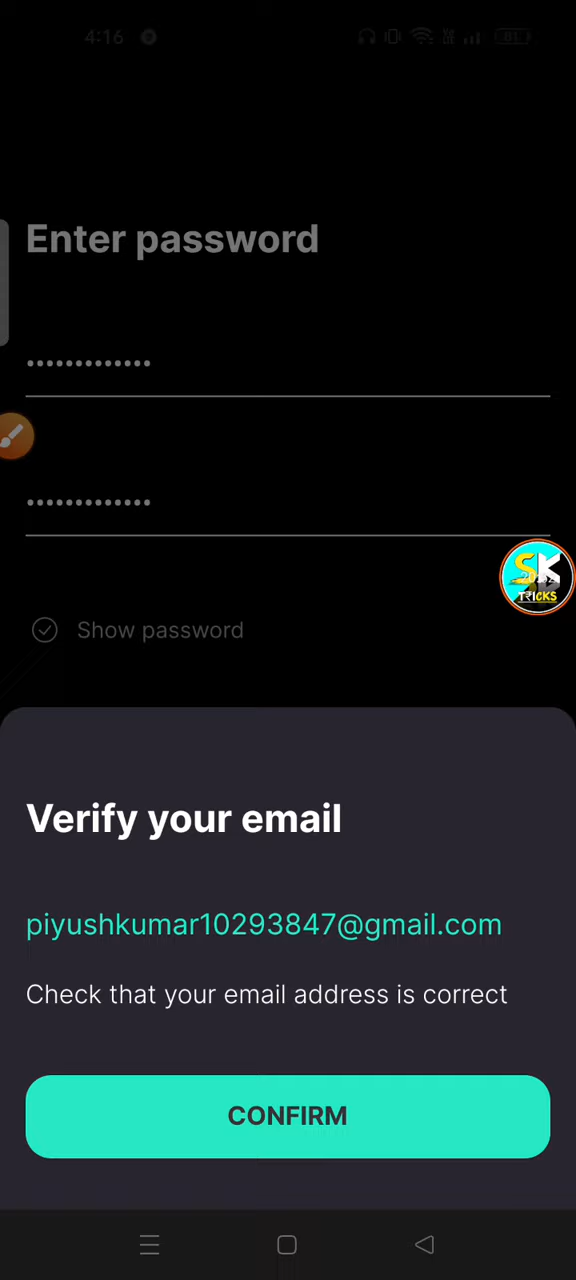 4:16
81
Enter password
•••••••••••••
•••••••••••••
SK
TRICKS
Show password
Verify your email
piyushkumar10293847@gmail.com
Check that your email address is correct
CONFIRM